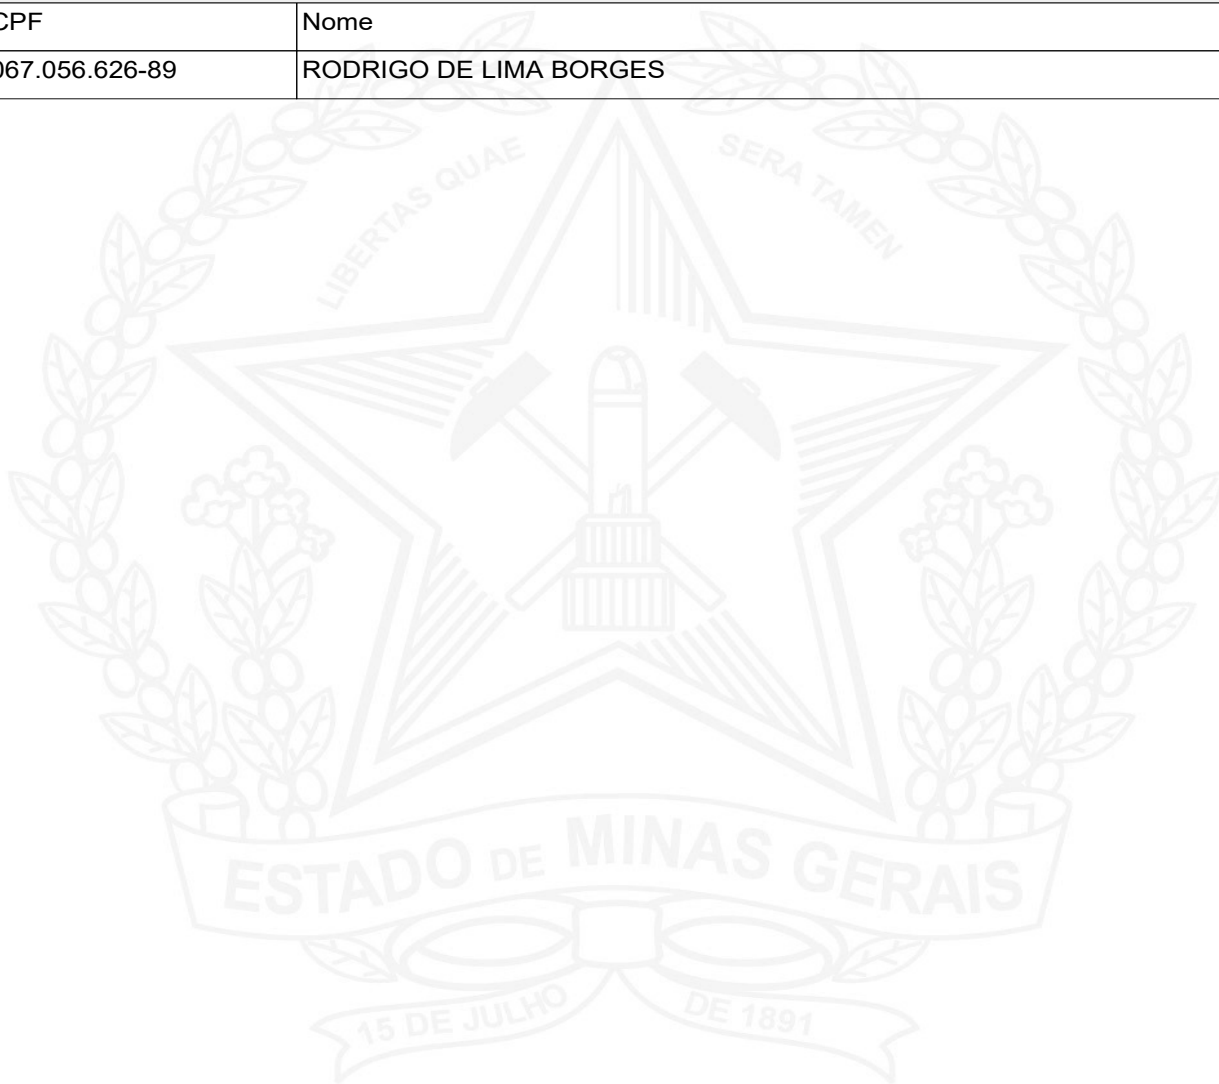 CPF Nome
067.056.626-89 RODRIGO DE LIMA BORGES
LIBERTAS QUAE SERA TAMEN
ESTADO DE MINAS GERAIS
15 DE JULHO DE 1891